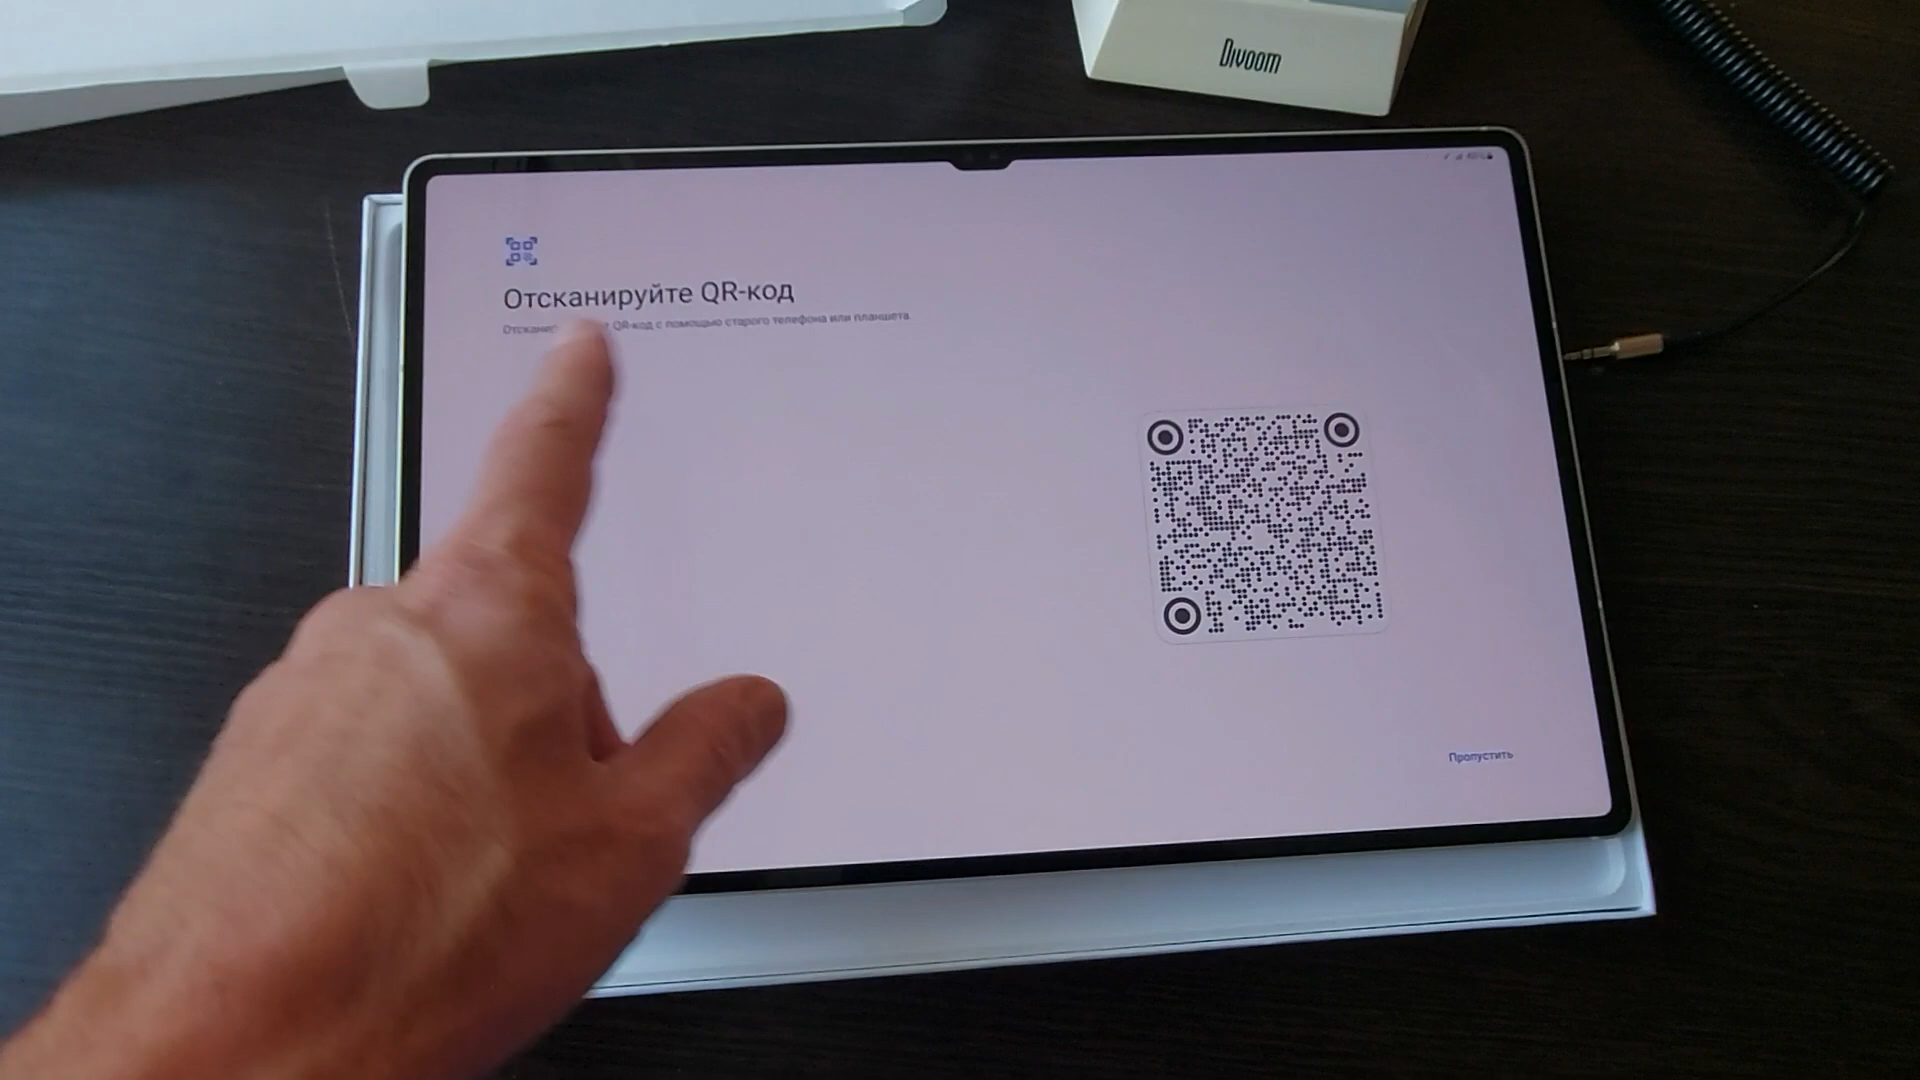 Divoom
Отсканируйте QR-код
QR-код с помощью старого телефона или планшета.
Пропустить